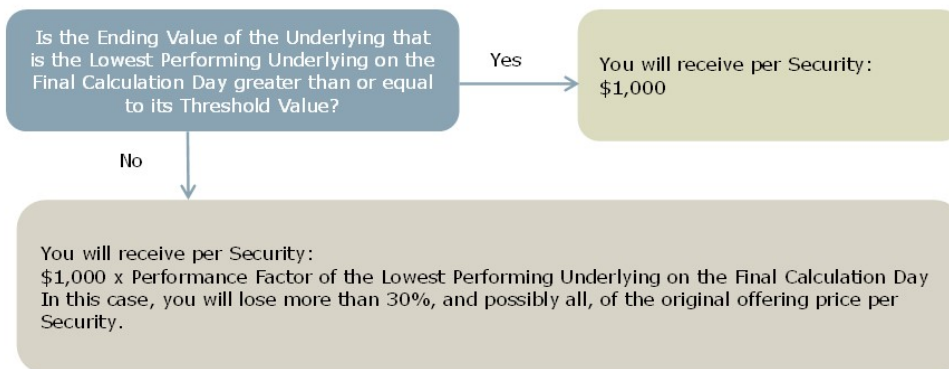 Is the Ending Value of the Underlying that
is the Lowest Performing Underlying on the
Final Calculation Day greater than or equal
to its Threshold Value?
Yes
You will receive per Security:
$1,000
No
You will receive per Security:
$1,000 x Performance Factor of the Lowest Performing Underlying on the Final Calculation Day
In this case, you will lose more than 30%, and possibly all, of the original offering price per
Security.